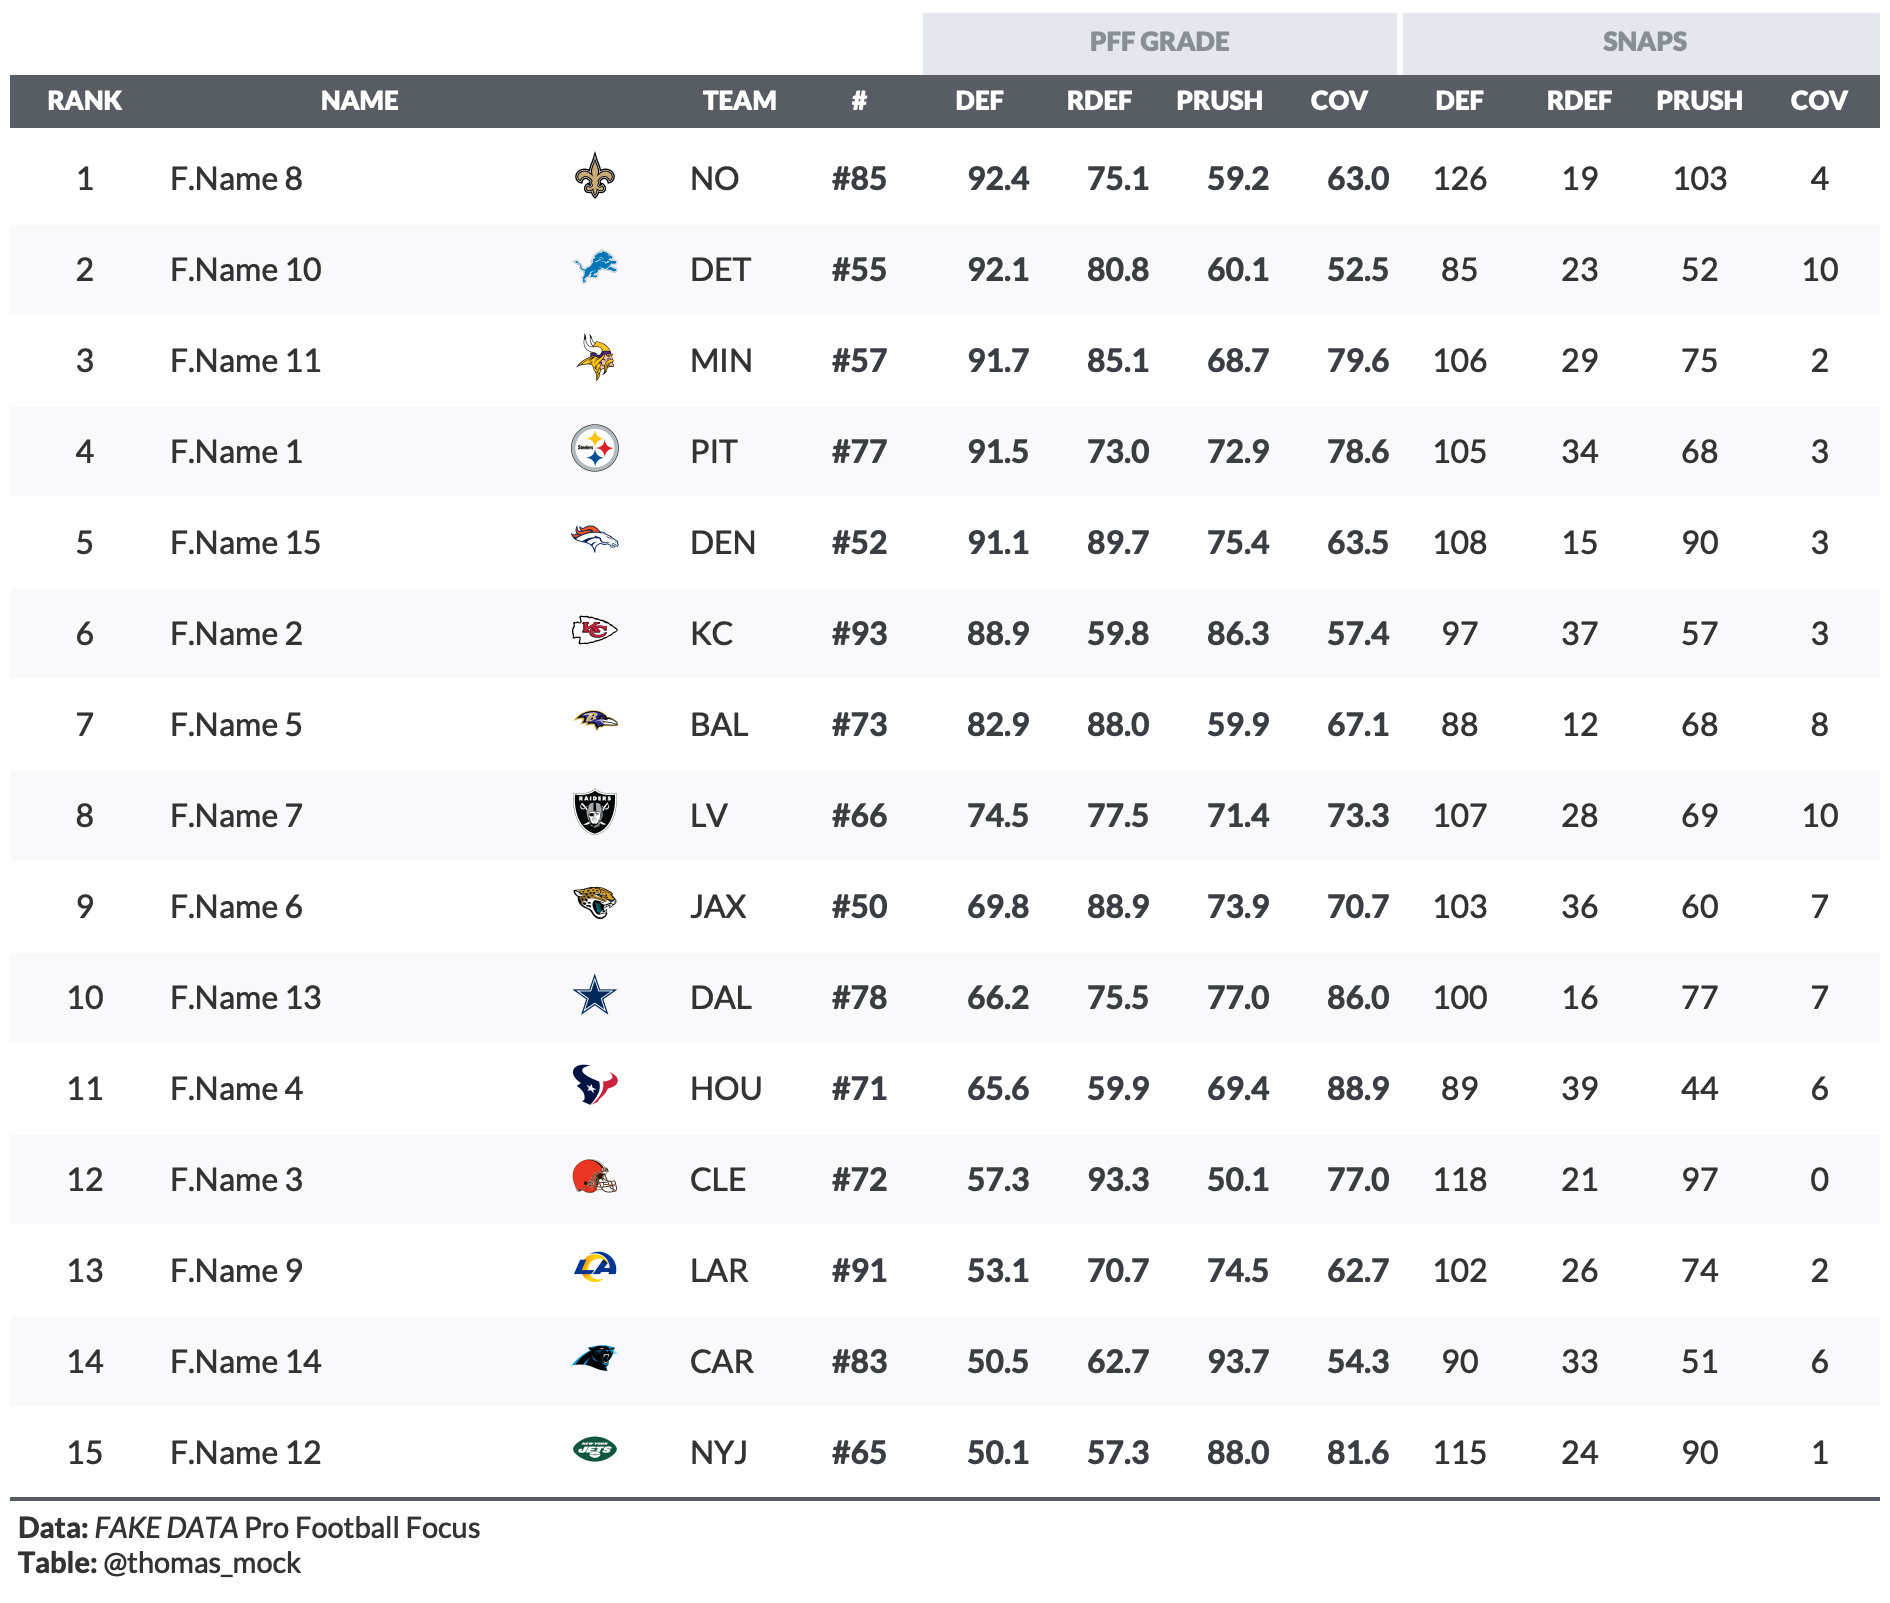 PFF GRADE SNAPS
RANK NAME TEAM # DEF RDEF PRUSH COV DEF RDEF PRUSH COV
1 F.Name 8 NO #85 92.4 75.1 59.2 63.0 126 19 103 4
2 F.Name 10 DET #55 92.1 80.8 60.1 52.5 85 23 52 10
3 F.Name 11 MIN #57 91.7 85.1 68.7 79.6 106 29 75 2
4 F.Name 1 Steelers PIT #77 91.5 73.0 72.9 78.6 105 34 68 3
5 F.Name 15 DEN #52 91.1 89.7 75.4 63.5 108 15 90 3
6 F.Name 2 KC KC #93 88.9 59.8 86.3 57.4 97 37 57 3
7 F.Name 5 BAL #73 82.9 88.0 59.9 67.1 88 12 68 8
8 F.Name 7 RAIDERS LV #66 74.5 77.5 71.4 73.3 107 28 69 10
9 F.Name 6 JAX #50 69.8 88.9 73.9 70.7 103 36 60 7
10 F.Name 13 DAL #78 66.2 75.5 77.0 86.0 100 16 77 7
11 F.Name 4 HOU #71 65.6 59.9 69.4 88.9 89 39 44 6
12 F.Name 3 CLE #72 57.3 93.3 50.1 77.0 118 21 97 0
13 F.Name 9 LA LAR #91 53.1 70.7 74.5 62.7 102 26 74 2
14 F.Name 14 CAR #83 50.5 62.7 93.7 54.3 90 33 51 6
15 F.Name 12 NEW YORK JETS NYJ #65 50.1 57.3 88.0 81.6 115 24 90 1
Data: FAKE DATA Pro Football Focus
Table: @thomas_mock